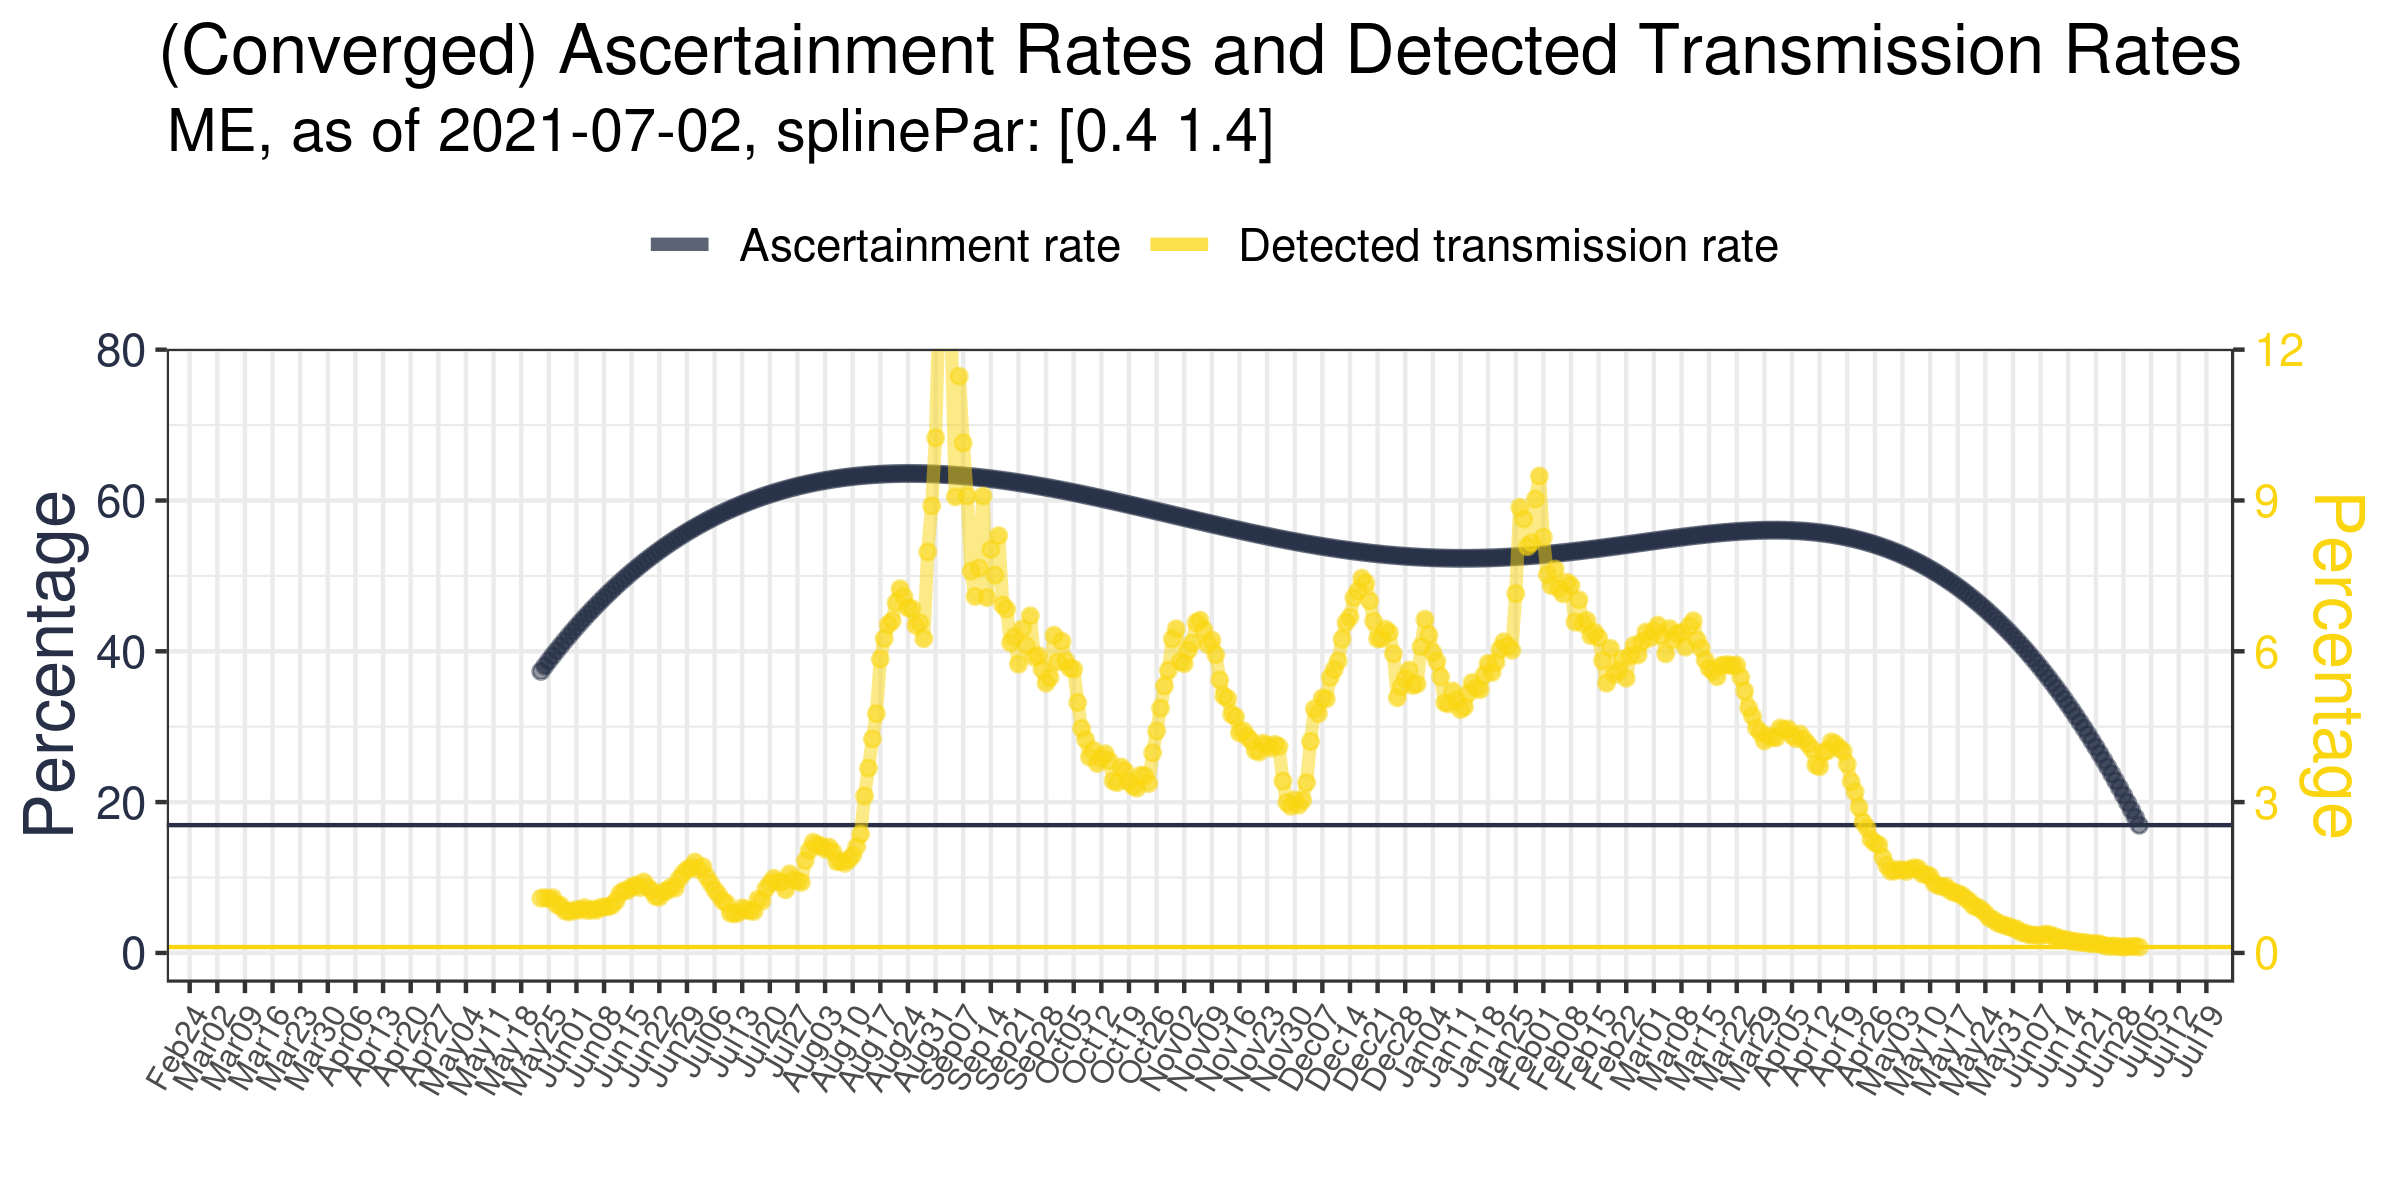 (Converged) Ascertainment Rates and Detected Transmission Rates
ME, as of 2021-07-02, splinePar: [0.4 1.4]
Ascertainment rate
Detected transmission rate
Percentage
80
60
40
20
0
12
9
6
3
0
Percentage
Feb24
Mar02
Mar09
Mar16
Mar23
Mar30
Apr06
Apr13
Apr20
Apr27
May04
May11
May18
May25
Jun01
Jun08
Jun15
Jun22
Jun29
Jul06
Jul13
Jul20
Jul27
Aug03
Aug10
Aug17
Aug24
Aug31
Sep07
Sep14
Sep21
Sep28
Oct05
Oct12
Oct19
Oct26
Nov02
Nov09
Nov16
Nov23
Nov30
Dec07
Dec14
Dec21
Dec28
Jan04
Jan11
Jan18
Jan25
Feb01
Feb08
Feb15
Feb22
Mar01
Mar08
Mar15
Mar22
Mar29
Apr05
Apr12
Apr19
Apr26
May03
May10
May17
May24
May31
Jun07
Jun14
Jun21
Jun28
Jul05
Jul12
Jul19